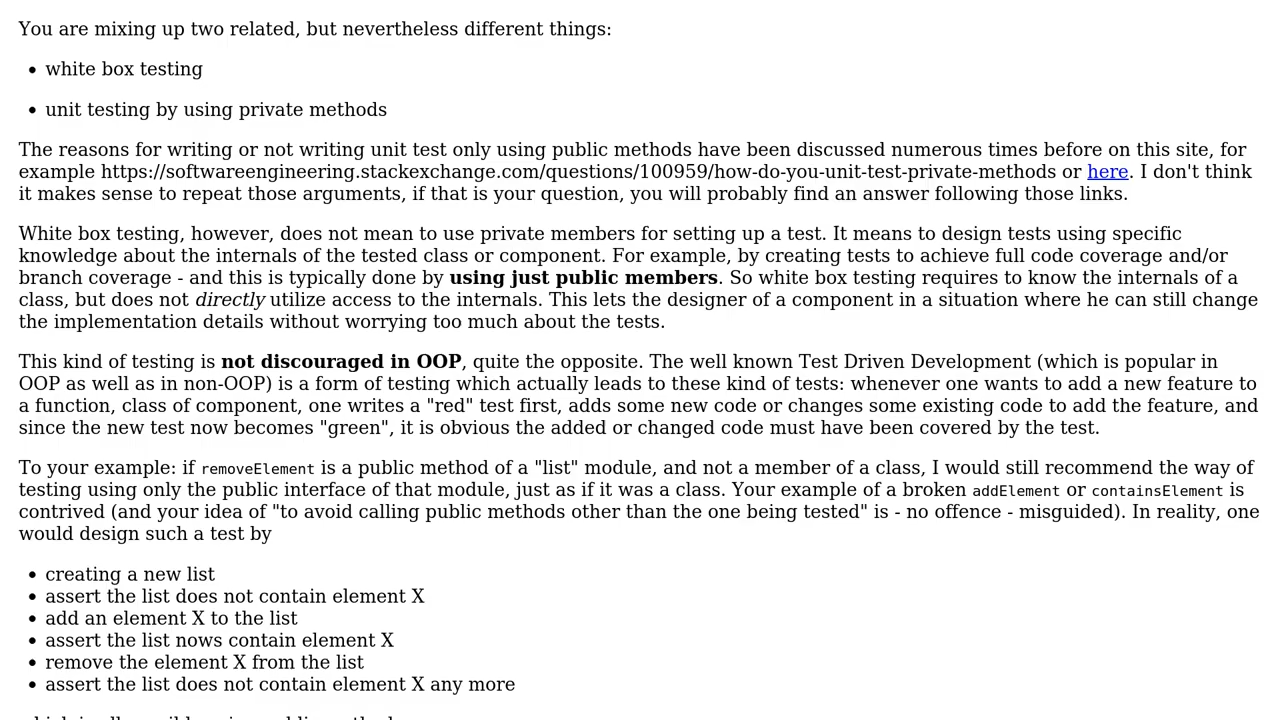 You are mixing up two related, but nevertheless different things:
• white box testing
• unit testing by using private methods
The reasons for writing or not writing unit test only using public methods have been discussed numerous times before on this site, for
example https://softwareengineering.stackexchange.com/questions/100959/how-do-you-unit-test-private-methods or here. I don't think
it makes sense to repeat those arguments, if that is your question, you will probably find an answer following those links.
White box testing, however, does not mean to use private members for setting up a test. It means to design tests using specific
knowledge about the internals of the tested class or component. For example, by creating tests to achieve full code coverage and/or
branch coverage - and this is typically done by using just public members. So white box testing requires to know the internals of a
class, but does not directly utilize access to the internals. This lets the designer of a component in a situation where he can still change
the implementation details without worrying too much about the tests.
This kind of testing is not discouraged in OOP, quite the opposite. The well known Test Driven Development (which is popular in
OOP as well as in non-OOP) is a form of testing which actually leads to these kind of tests: whenever one wants to add a new feature to
a function, class of component, one writes a "red" test first, adds some new code or changes some existing code to add the feature, and
since the new test now becomes "green", it is obvious the added or changed code must have been covered by the test.
To your example: if removeElement is a public method of a "list" module, and not a member of a class, I would still recommend the way of
testing using only the public interface of that module, just as if it was a class. Your example of a broken addElement or containsElement is
contrived (and your idea of "to avoid calling public methods other than the one being tested" is - no offence - misguided). In reality, one
would design such a test by
• creating a new list
• assert the list does not contain element X
• add an element X to the list
• assert the list nows contain element X
• remove the element X from the list
• assert the list does not contain element X any more